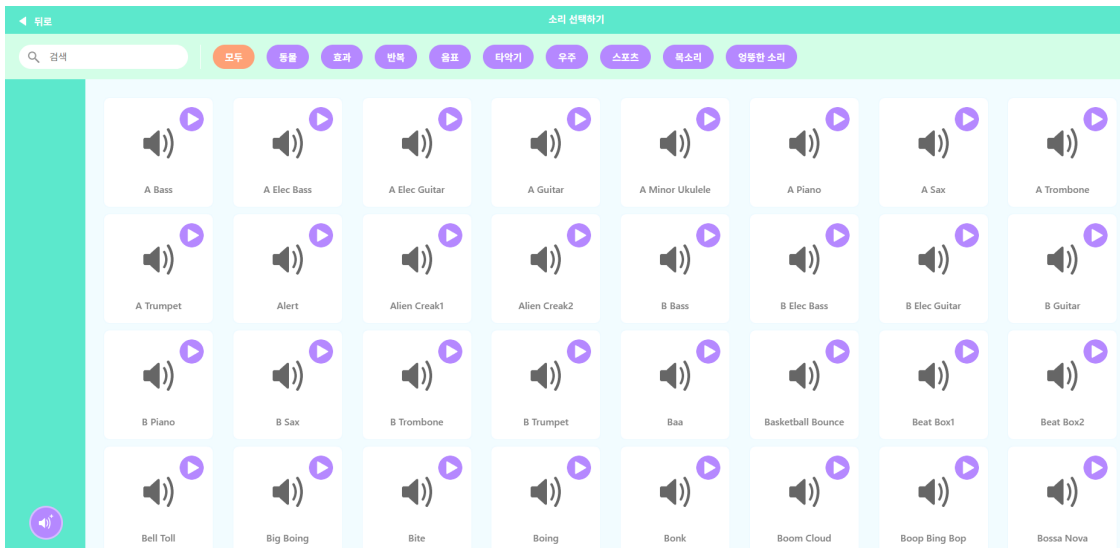 뒤로
소리 선택하기
검색
모두 동물 효과 반복 음표 타악기 우주 스포츠 목소리 엉뚱한 소리
A Bass A Elec Bass A Elec Guitar A Guitar A Minor Ukulele A Piano A Sax A Trombone
A Trumpet Alert Alien Creak1 Alien Creak2 B Bass B Elec Bass B Elec Guitar B Guitar
B Piano B Sax B Trombone B Trumpet Baa Basketball Bounce Beat Box1 Beat Box2
Bell Toll Big Boing Bite Boing Bonk Boom Cloud Boop Bing Bop Bossa Nova